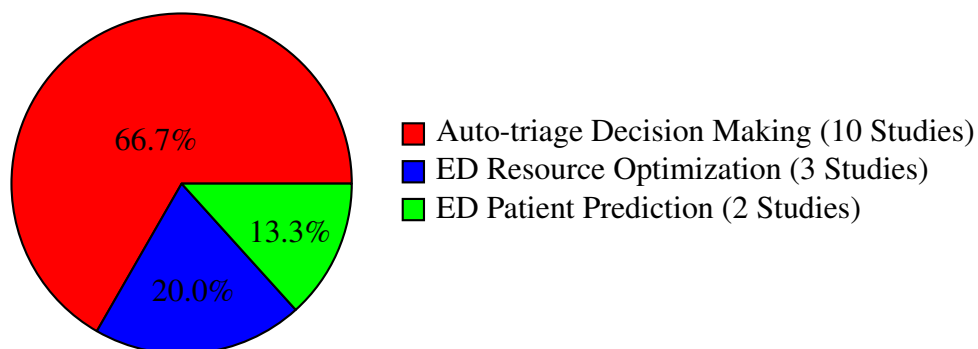 66.7%
13.3%
20.0%
Auto-triage Decision Making (10 Studies)
ED Resource Optimization (3 Studies)
ED Patient Prediction (2 Studies)